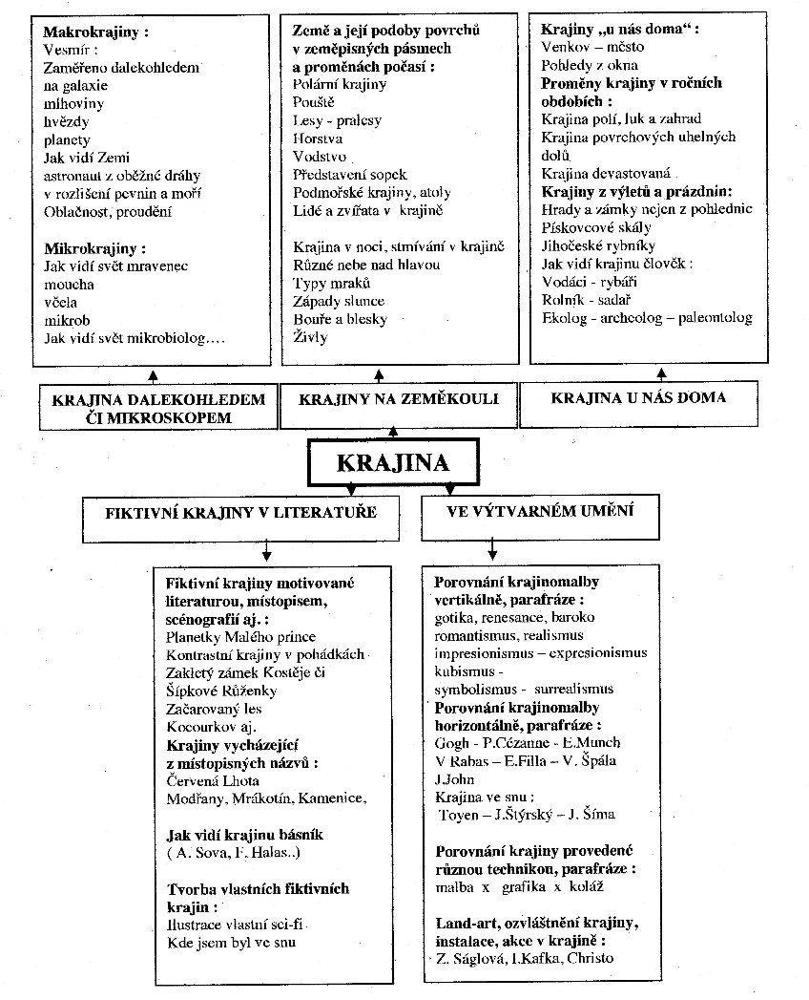 Makrokrajiny :
Vesmír :
Zaměřeno dalekohledem
na galaxie
mlhoviny
hvězdy
planety
Jak vidí Zemi
astronaut z oběžné dráhy
v rozlišení pevnin a moří
Oblačnost, proudění
Mikrokrajiny :
Jak vidí svět mravenec
moucha
včela
mikrob
Jak vidí svět mikrobiolog....
Země a její podoby povrchů
v zeměpisných pásmech
a proměnách počasí :
Polární krajiny
Pouště
Lesy - pralesy
Horstva
Vodstvo
Představení sopek
Podmořské krajiny, atoly
Lidé a zvířata v krajině
Krajina v noci, stmívání v krajině
Různé nebe nad hlavou
Typy mraků
Západy slunce
Bouře a blesky
Živly
Krajiny „u nás doma“ :
Venkov – město
Pohledy z okna
Proměny krajiny v ročních
obdobích :
Krajina polí, luk a zahrad
Krajina povrchových uhelných
dolů
Krajina devastovaná
Krajiny z výletů a prázdnin:
Hrady a zámky nejen z pohlednic
Pískovcové skály
Jihočeské rybníky
Jak vidí krajinu člověk :
Vodáci - rybáři
Rolník - sadař
Ekolog - archeolog – paleontolog
KRAJINA DALEKOHLEDEM
ČI MIKROSKOPEM
KRAJINY NA ZEMĚKOULI
KRAJINA U NÁS DOMA
KRAJINA
FIKTIVNÍ KRAJINY V LITERATUŘE
VE VÝTVARNÉM UMĚNÍ
Fiktivní krajiny motivované
literaturou, místopisem,
scénografií aj. :
Planetky Malého prince
Kontrastní krajiny v pohádkách
Zakletý zámek Kostěje či
Šípkové Růženky
Začarovaný les
Kocourkov aj.
Krajiny vycházející
z místopisných názvů :
Červená Lhota
Modřany, Mrákotín, Kamenice,
Jak vidí krajinu básník
( A. Sova, F. Halas..)
Tvorba vlastních fiktivních
krajin :
Ilustrace vlastní sci-fi
Kde jsem byl ve snu
Porovnání krajinomalby
vertikálně, parafráze :
gotika, renesance, baroko
romantismus, realismus
impresionismus – expresionismus
kubismus -
symbolismus - surrealismus
Porovnání krajinomalby
horizontálně, parafráze :
Gogh - P.Cézanne - E.Munch
V Rabas – E.Filla – V. Špála
J.John
Krajina ve snu :
Toyen – J.Štýrský – J. Šíma
Porovnání krajiny provedené
různou technikou, parafráze :
malba x grafika x koláž
Land-art, ozvláštnění krajiny,
instalace, akce v krajině :
Z. Ságlová, I.Kafka, Christo